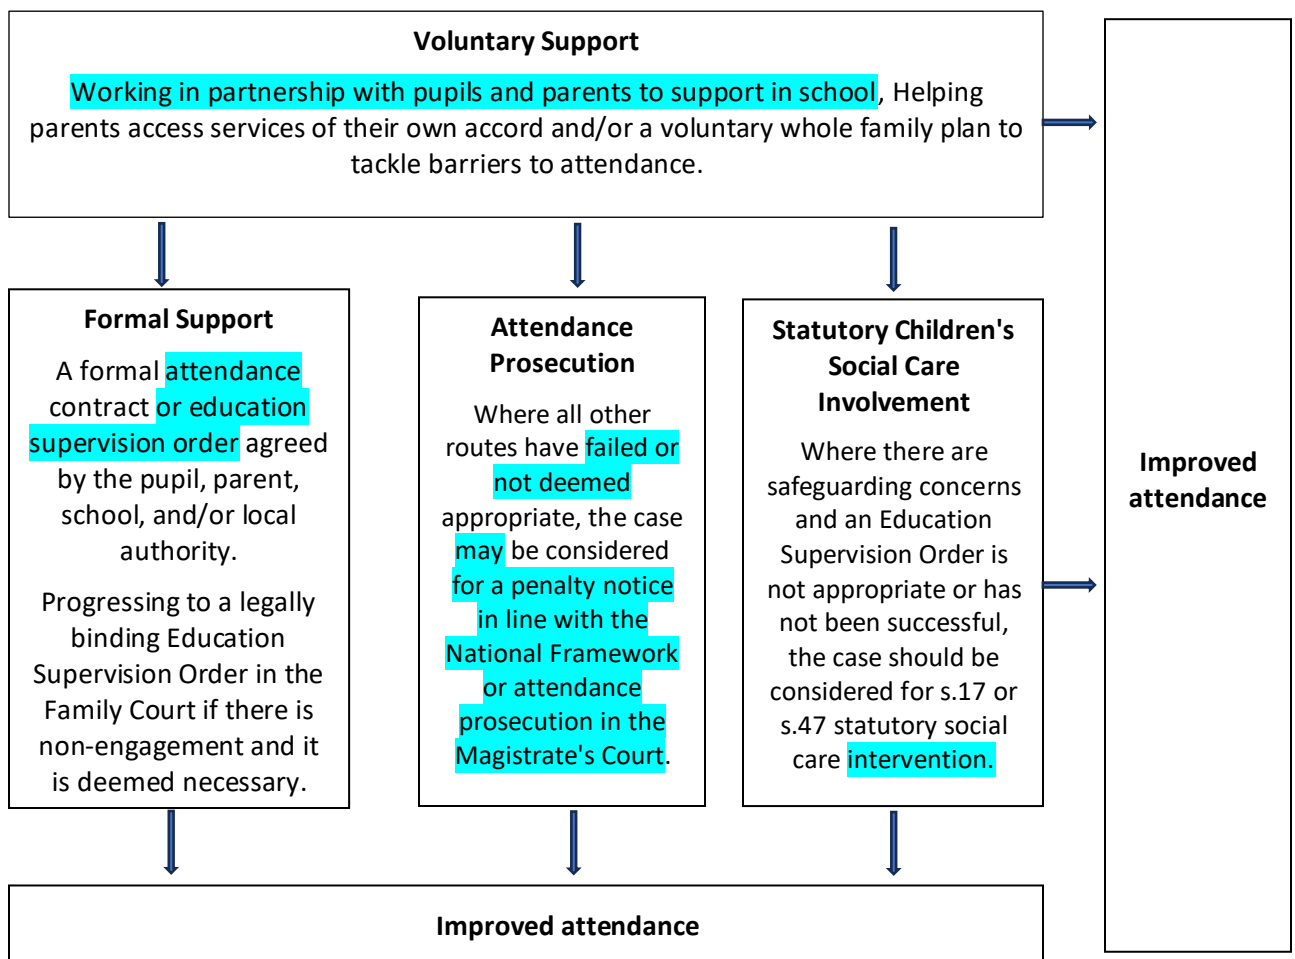 Voluntary Support
Working in partnership with pupils and parents to support in school, Helping
parents access services of their own accord and/or a voluntary whole family plan to
tackle barriers to attendance.
Formal Support
A formal attendance
contract or education
supervision order agreed
by the pupil, parent,
school, and/or local
authority.
Progressing to a legally
binding Education
Supervision Order in the
Family Court if there is
non-engagement and it
is deemed necessary.
Attendance
Prosecution
Where all other
routes have failed or
not deemed
appropriate, the case
may be considered
for a penalty notice
in line with the
National Framework
or attendance
prosecution in the
Magistrate's Court.
Statutory Children's
Social Care
Involvement
Where there are
safeguarding concerns
and an Education
Supervision Order is
not appropriate or has
not been successful,
the case should be
considered for s.17 or
s.47 statutory social
care intervention.
Improved
attendance
Improved attendance